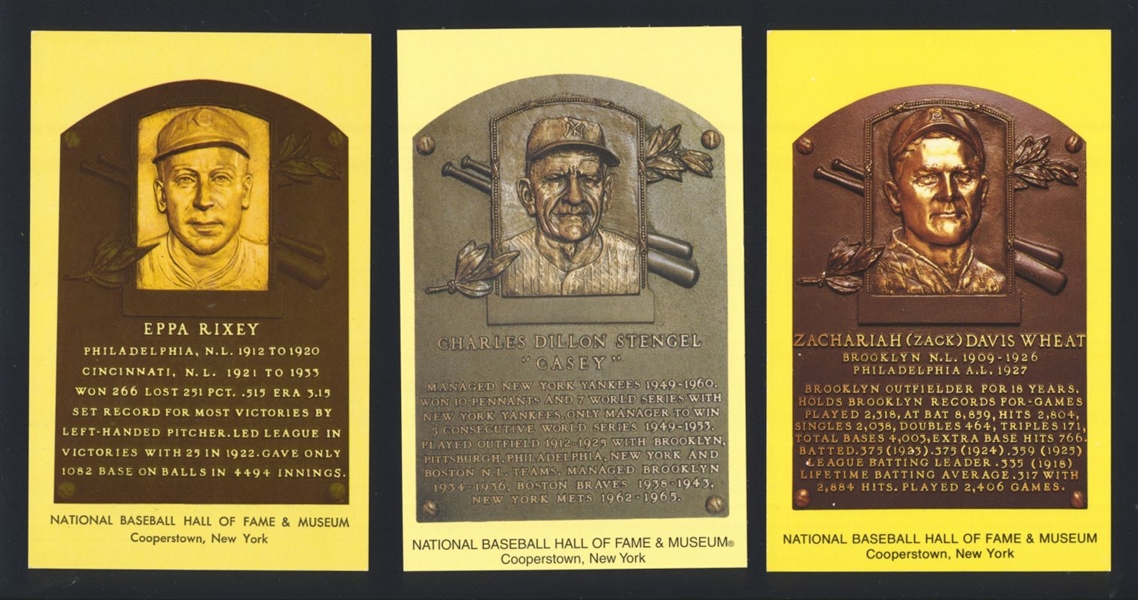 EPPA RIXEY
PHILADELPHIA, N.L. 1912 TO 1920
CINCINNATI, N.L. 1921 TO 1933
WON 266 LOST 251 PCT. .515 ERA 3.15
SET RECORD FOR MOST VICTORIES BY
LEFT-HANDED PITCHER. LED LEAGUE IN
VICTORIES WITH 25 IN 1922. GAVE ONLY
1082 BASE ON BALLS IN 4494 INNINGS.
NATIONAL BASEBALL HALL OF FAME & MUSEUM
Cooperstown, New York
CHARLES DILLON STENGEL
"CASEY"
MANAGED NEW YORK YANKEES 1949-1960.
WON 10 PENNANTS AND 7 WORLD SERIES WITH
NEW YORK YANKEES. ONLY MANAGER TO WIN
5 CONSECUTIVE WORLD SERIES 1949-1953.
PLAYED OUTFIELD 1912-1925 WITH BROOKLYN,
PITTSBURGH, PHILADELPHIA, NEW YORK AND
BOSTON N.L. TEAMS. MANAGED BROOKLYN
1934-1936, BOSTON BRAVES 1938-1943,
NEW YORK METS 1962-1965.
NATIONAL BASEBALL HALL OF FAME & MUSEUM®
Cooperstown, New York
ZACHARIAH (ZACK) DAVIS WHEAT
BROOKLYN N.L. 1909-1926
PHILADELPHIA A.L. 1927
BROOKLYN OUTFIELDER FOR 18 YEARS.
HOLDS BROOKLYN RECORDS FOR-GAMES
PLAYED 2,318, AT BAT 8,859, HITS 2,804,
SINGLES 2,038, DOUBLES 464, TRIPLES 171,
TOTAL BASES 4,003, EXTRA BASE HITS 766.
BATTED .375 (1923) .375 (1924) .359 (1925)
LEAGUE BATTING LEADER .335 (1918)
LIFETIME BATTING AVERAGE .317 WITH
2,884 HITS. PLAYED 2,406 GAMES.
NATIONAL BASEBALL HALL OF FAME & MUSEUM
Cooperstown, New York